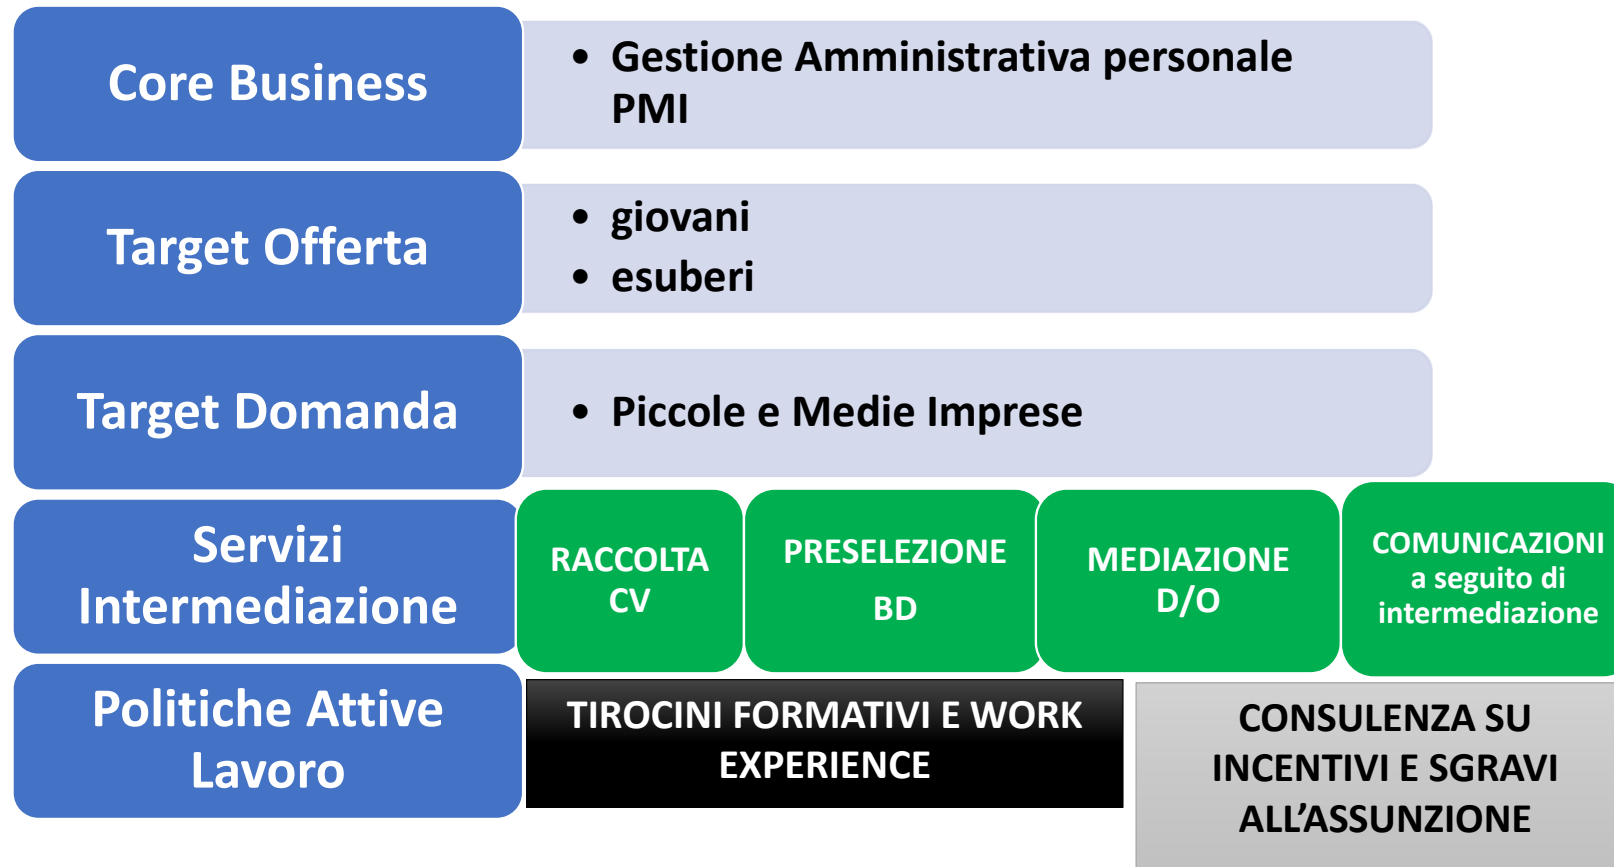 Core Business
• Gestione Amministrativa personale
PMI
Target Offerta
• giovani
• esuberi
Target Domanda
• Piccole e Medie Imprese
Servizi
Intermediazione
RACCOLTA
CV
PRESELEZIONE
BD
MEDIAZIONE
D/O
COMUNICAZIONI
a seguito di
intermediazione
Politiche Attive
Lavoro
TIROCINI FORMATIVI E WORK
EXPERIENCE
CONSULENZA SU
INCENTIVI E SGRAVI
ALL’ASSUNZIONE